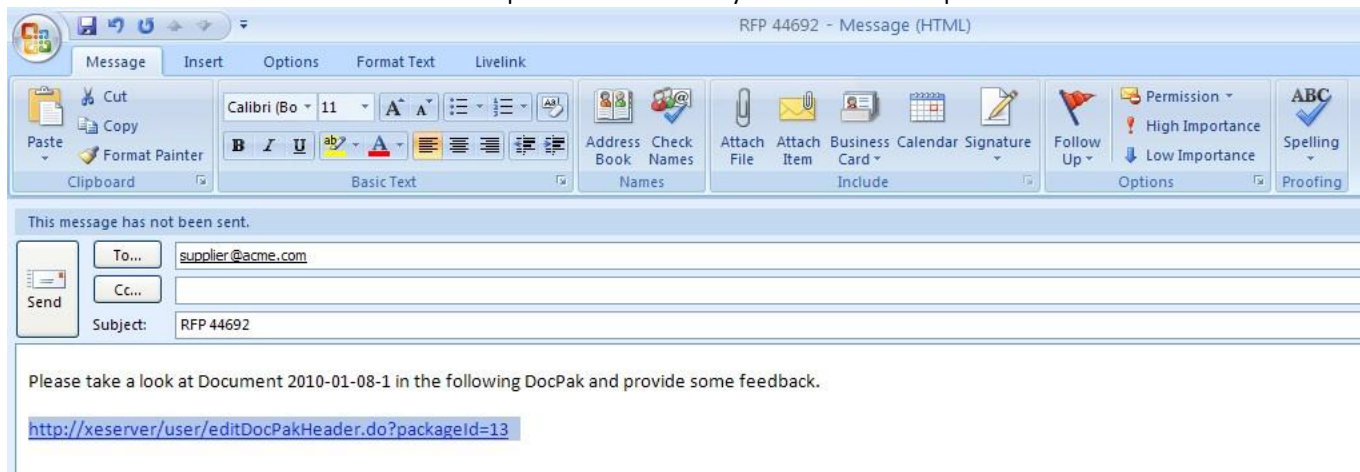 RFP 44692 - Message (HTML)
Message Insert Options Format Text Livelink
Paste
Cut
Copy
Format Painter
Clipboard
Calibri (Bo 11 A A
B I U ab A
Basic Text
Address Book
Check Names
Names
Attach File
Attach Item
Business Card
Calendar
Signature
Include
Follow Up
Permission
High Importance
Low Importance
Options
ABC
Spelling
Proofing
This message has not been sent.
Send
To... supplier@acme.com
Cc...
Subject: RFP 44692
Please take a look at Document 2010-01-08-1 in the following DocPak and provide some feedback.
http://xeserver/user/editDocPakHeader.do?packageId=13